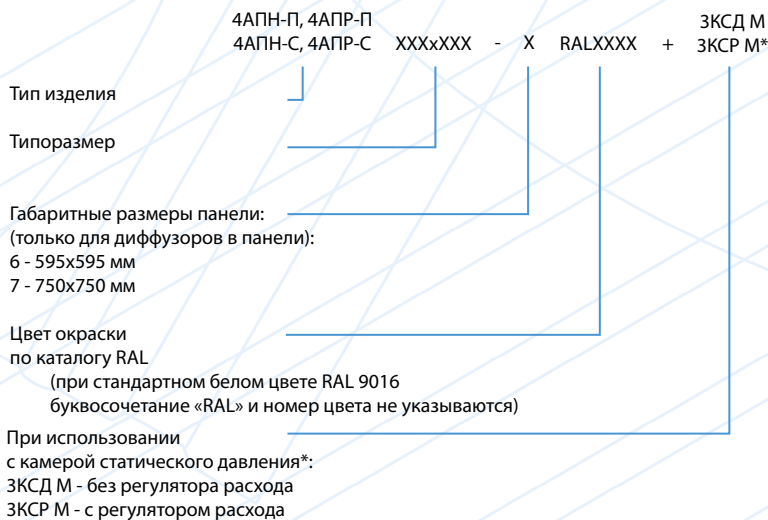 4АПН-П, 4АПР-П 3КСД М
4АПН-С, 4АПР-С XXXxXXX - X RALXXXX + 3КСР М*
Тип изделия
Типоразмер
Габаритные размеры панели:
(только для диффузоров в панели):
6 - 595х595 мм
7 - 750х750 мм
Цвет окраски
по каталогу RAL
(при стандартном белом цвете RAL 9016
буквосочетание «RAL» и номер цвета не указываются)
При использовании
с камерой статического давления*:
3КСД М - без регулятора расхода
3КСР М - с регулятором расхода